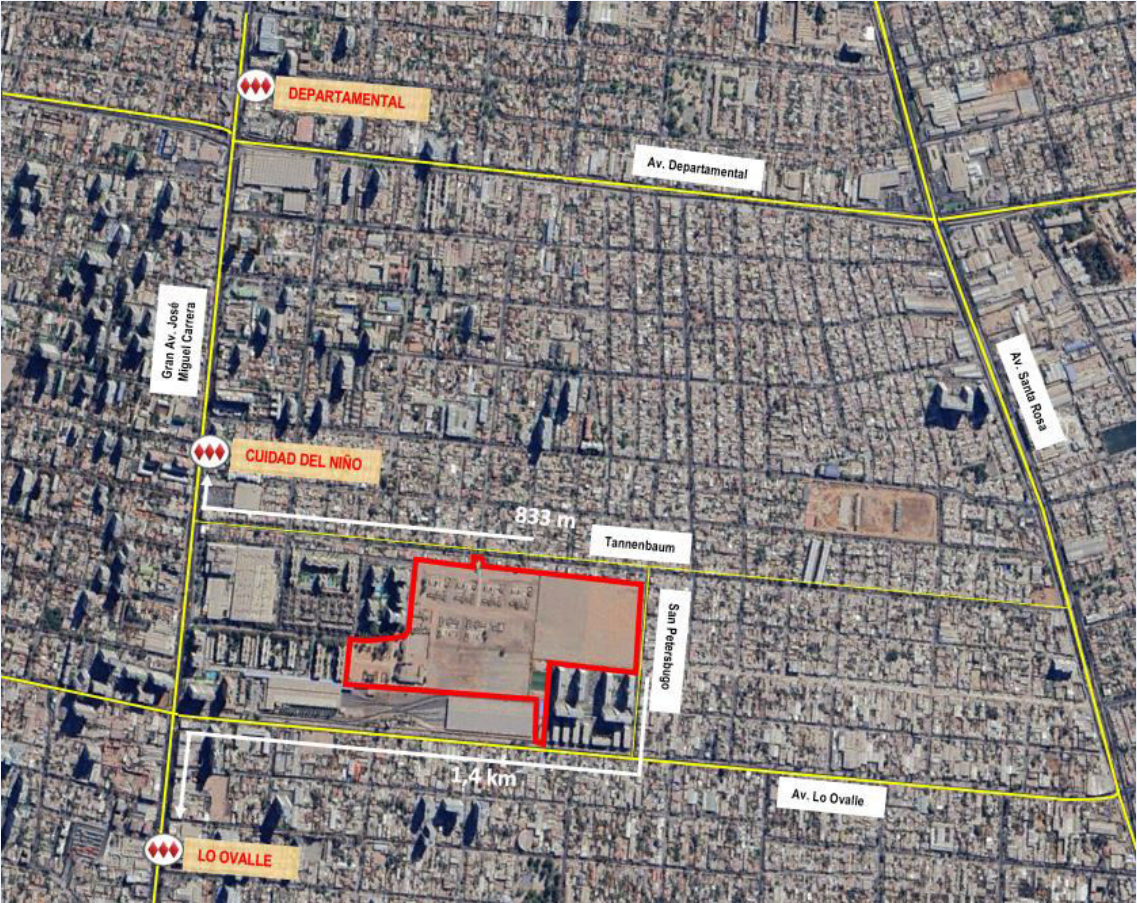 DEPARTAMENTAL
Av. Departamental
Gran Av. José
Miguel Carrera
Av. Santa Rosa
CUIDAD DEL NIÑO
833 m
Tannenbaum
San Petersbugo
1,4 km
Av. Lo Ovalle
LO OVALLE